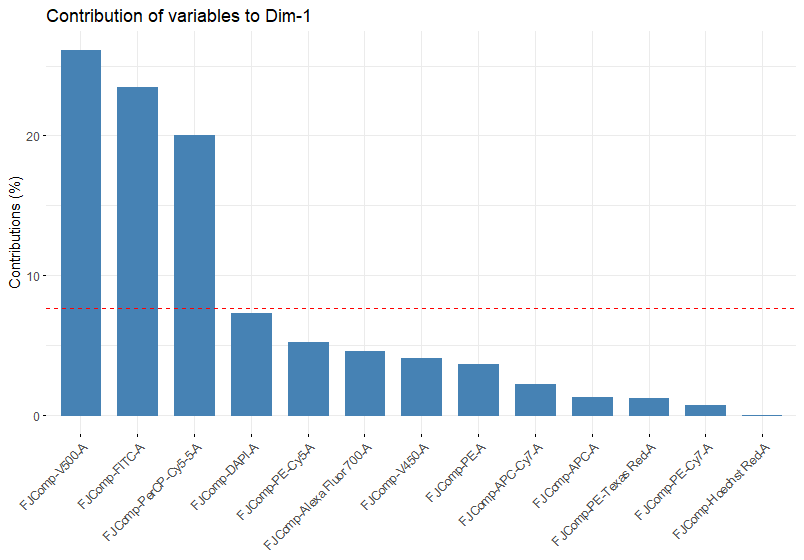 Contribution of variables to Dim-1
Contributions (%)
20
10
0
FJComp-V500-A
FJComp-FITC-A
FJComp-PerCP-Cy5-5-A
FJComp-DAPI-A
FJComp-PE-Cy5-A
FJComp-Alexa Fluor 700-A
FJComp-V450-A
FJComp-PE-A
FJComp-APC-Cy7-A
FJComp-APC-A
FJComp-PE-Texas Red-A
FJComp-PE-Cy7-A
FJComp-Hoechst Red-A